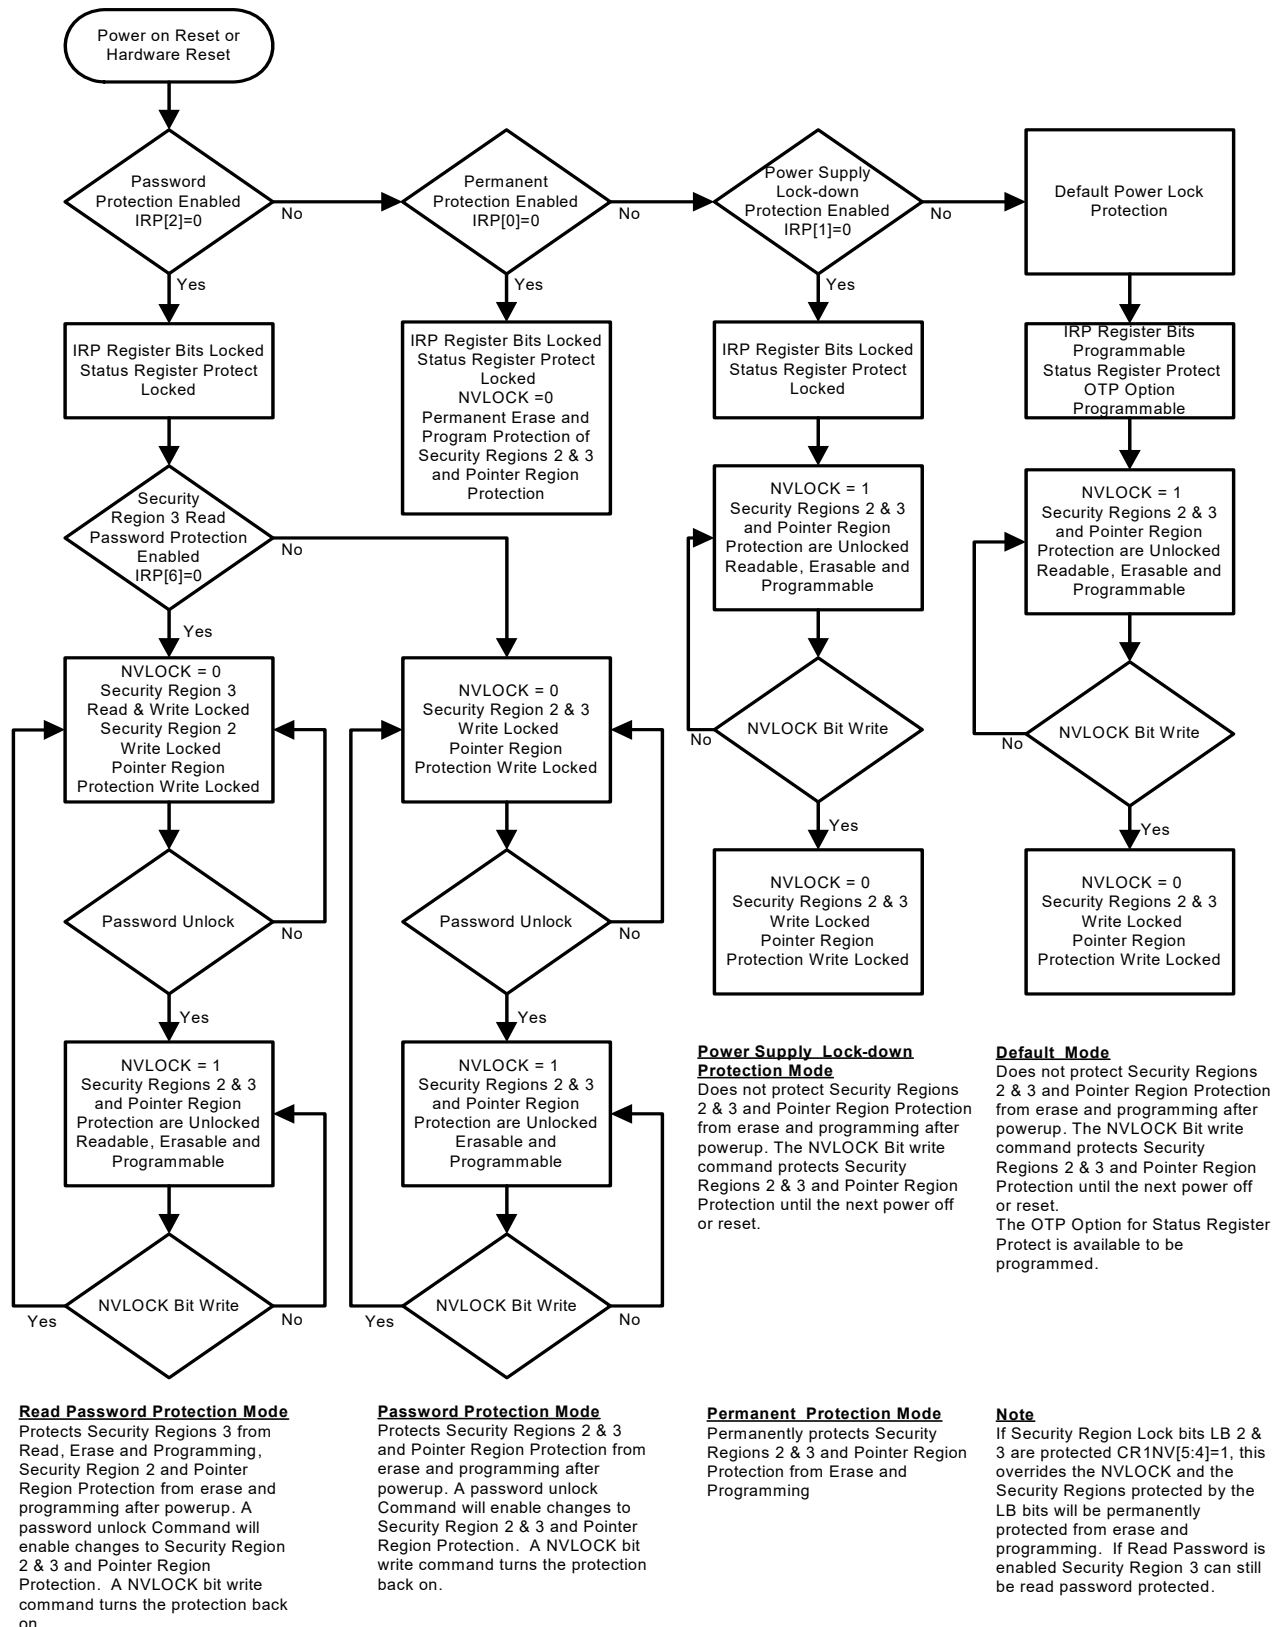 Power on Reset or
Hardware Reset
Password
Protection Enabled
IRP[2]=0
No
Yes
Permanent
Protection Enabled
IRP[0]=0
No
Yes
Power Supply
Lock-down
Protection Enabled
IRP[1]=0
No
Yes
Default Power Lock
Protection
IRP Register Bits Locked
Status Register Protect
Locked
IRP Register Bits Locked
Status Register Protect
Locked
NVLOCK =0
Permanent Erase and
Program Protection of
Security Regions 2 & 3
and Pointer Region
Protection
IRP Register Bits Locked
Status Register Protect
Locked
IRP Register Bits
Programmable
Status Register Protect
OTP Option
Programmable
Security
Region 3 Read
Password Protection
Enabled
IRP[6]=0
No
Yes
NVLOCK = 1
Security Regions 2 & 3
and Pointer Region
Protection are Unlocked
Readable, Erasable and
Programmable
NVLOCK = 1
Security Regions 2 & 3
and Pointer Region
Protection are Unlocked
Readable, Erasable and
Programmable
NVLOCK = 0
Security Region 3
Read & Write Locked
Security Region 2
Write Locked
Pointer Region
Protection Write Locked
NVLOCK = 0
Security Region 2 & 3
Write Locked
Pointer Region
Protection Write Locked
NVLOCK Bit Write
No
Yes
NVLOCK Bit Write
No
Yes
Password Unlock
No
Yes
Password Unlock
No
Yes
NVLOCK = 0
Security Regions 2 & 3
Write Locked
Pointer Region
Protection Write Locked
NVLOCK = 0
Security Regions 2 & 3
Write Locked
Pointer Region
Protection Write Locked
NVLOCK = 1
Security Regions 2 & 3
and Pointer Region
Protection are Unlocked
Readable, Erasable and
Programmable
NVLOCK = 1
Security Regions 2 & 3
and Pointer Region
Protection are Unlocked
Erasable and
Programmable
Power Supply Lock-down
Protection Mode
Does not protect Security Regions
2 & 3 and Pointer Region Protection
from erase and programming after
powerup. The NVLOCK Bit write
command protects Security
Regions 2 & 3 and Pointer Region
Protection until the next power off
or reset.
Default Mode
Does not protect Security Regions
2 & 3 and Pointer Region Protection
from erase and programming after
powerup. The NVLOCK Bit write
command protects Security
Regions 2 & 3 and Pointer Region
Protection until the next power off
or reset.
The OTP Option for Status Register
Protect is available to be
programmed.
NVLOCK Bit Write
Yes
No
NVLOCK Bit Write
Yes
No
Read Password Protection Mode
Protects Security Regions 3 from
Read, Erase and Programming,
Security Region 2 and Pointer
Region Protection from erase and
programming after powerup. A
password unlock Command will
enable changes to Security Region
2 & 3 and Pointer Region
Protection. A NVLOCK bit write
command turns the protection back
on.
Password Protection Mode
Protects Security Regions 2 & 3
and Pointer Region Protection from
erase and programming after
powerup. A password unlock
Command will enable changes to
Security Region 2 & 3 and Pointer
Region Protection. A NVLOCK bit
write command turns the protection
back on.
Permanent Protection Mode
Permanently protects Security
Regions 2 & 3 and Pointer Region
Protection from Erase and
Programming
Note
If Security Region Lock bits LB 2 &
3 are protected CR1NV[5:4]=1, this
overrides the NVLOCK and the
Security Regions protected by the
LB bits will be permanently
protected from erase and
programming. If Read Password is
enabled Security Region 3 can still
be read password protected.